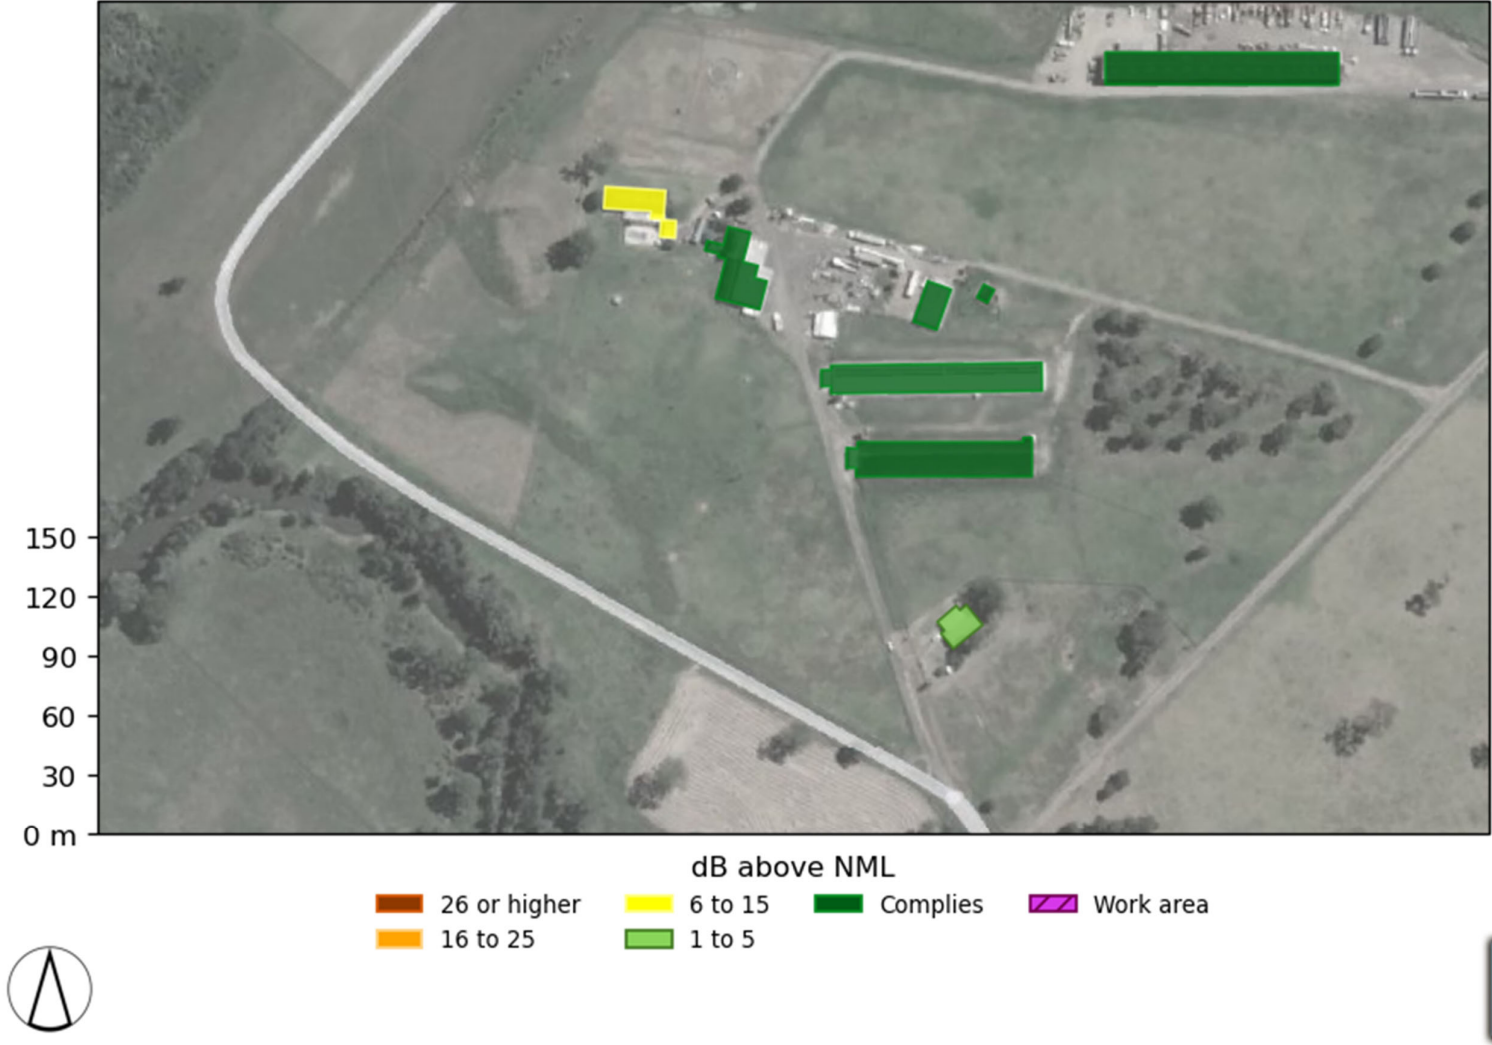 150
120
90
60
30
0 m
dB above NML
26 or higher
6 to 15
Complies
Work area
16 to 25
1 to 5